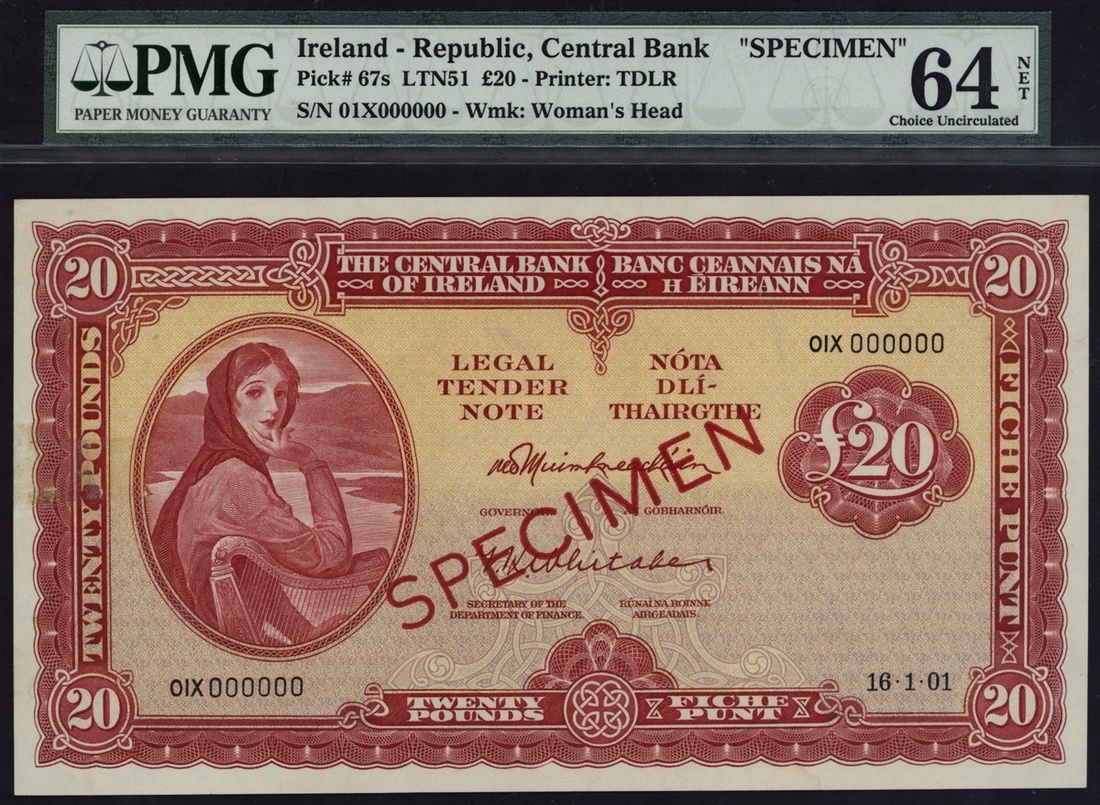 PMG
PAPER MONEY GUARANTY
Ireland - Republic, Central Bank "SPECIMEN"
Pick# 67s LTN51 £20 - Printer: TDLR
S/N 01X000000 - Wmk: Woman's Head
64
NET
Choice Uncirculated
20
THE CENTRAL BANK OF IRELAND
BANC CEANNAIS NA H ÉIREANN
20
TWENTY POUNDS
LEGAL
TENDER
NOTE
NÓTA
DLÍ-
THAIRGTHE
01X 000000
£20
FICHE PUNT
SPECIMEN
GOVERNOR
AN GOBHARNÓIR.
SECRETARY OF THE
DEPARTMENT OF FINANCE.
RÚNAÍ NA ROINNE
AIRGEADAIS.
01X 000000
16·1·01
20
TWENTY
POUNDS
FICHE
PUNT
20